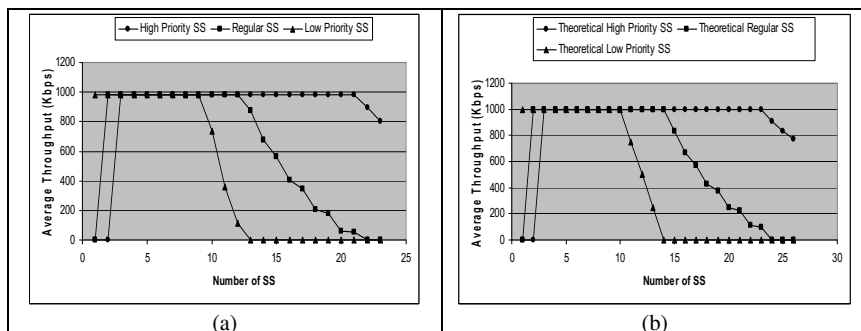 High Priority SS Regular SS Low Priority SS
1200
1000
800
600
400
200
0
0 5 10 15 20 25
Average Throughput (Kbps)
Number of SS
(a)
Theoretical High Priority SS Theoretical Regular SS
Theoretical Low Priority SS
1200
1000
800
600
400
200
0
0 5 10 15 20 25 30
Average Throughput (Kbps)
Number of SS
(b)